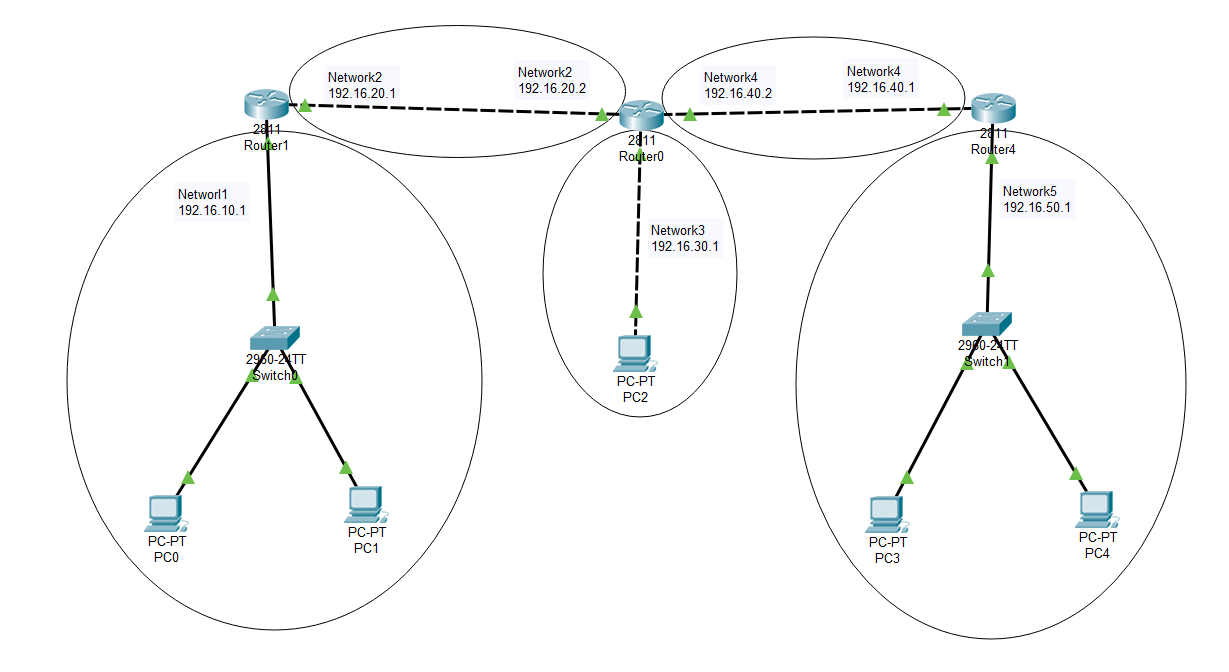 Network2
192.16.20.1
Network2
192.16.20.2
Network4
192.16.40.2
Network4
192.16.40.1
2811
Router1
2811
Router0
2811
Router4
Networl1
192.16.10.1
Network3
192.16.30.1
Network5
192.16.50.1
2960-24TT
Switch0
PC-PT
PC2
2960-24TT
Switch1
PC-PT
PC0
PC-PT
PC1
PC-PT
PC3
PC-PT
PC4